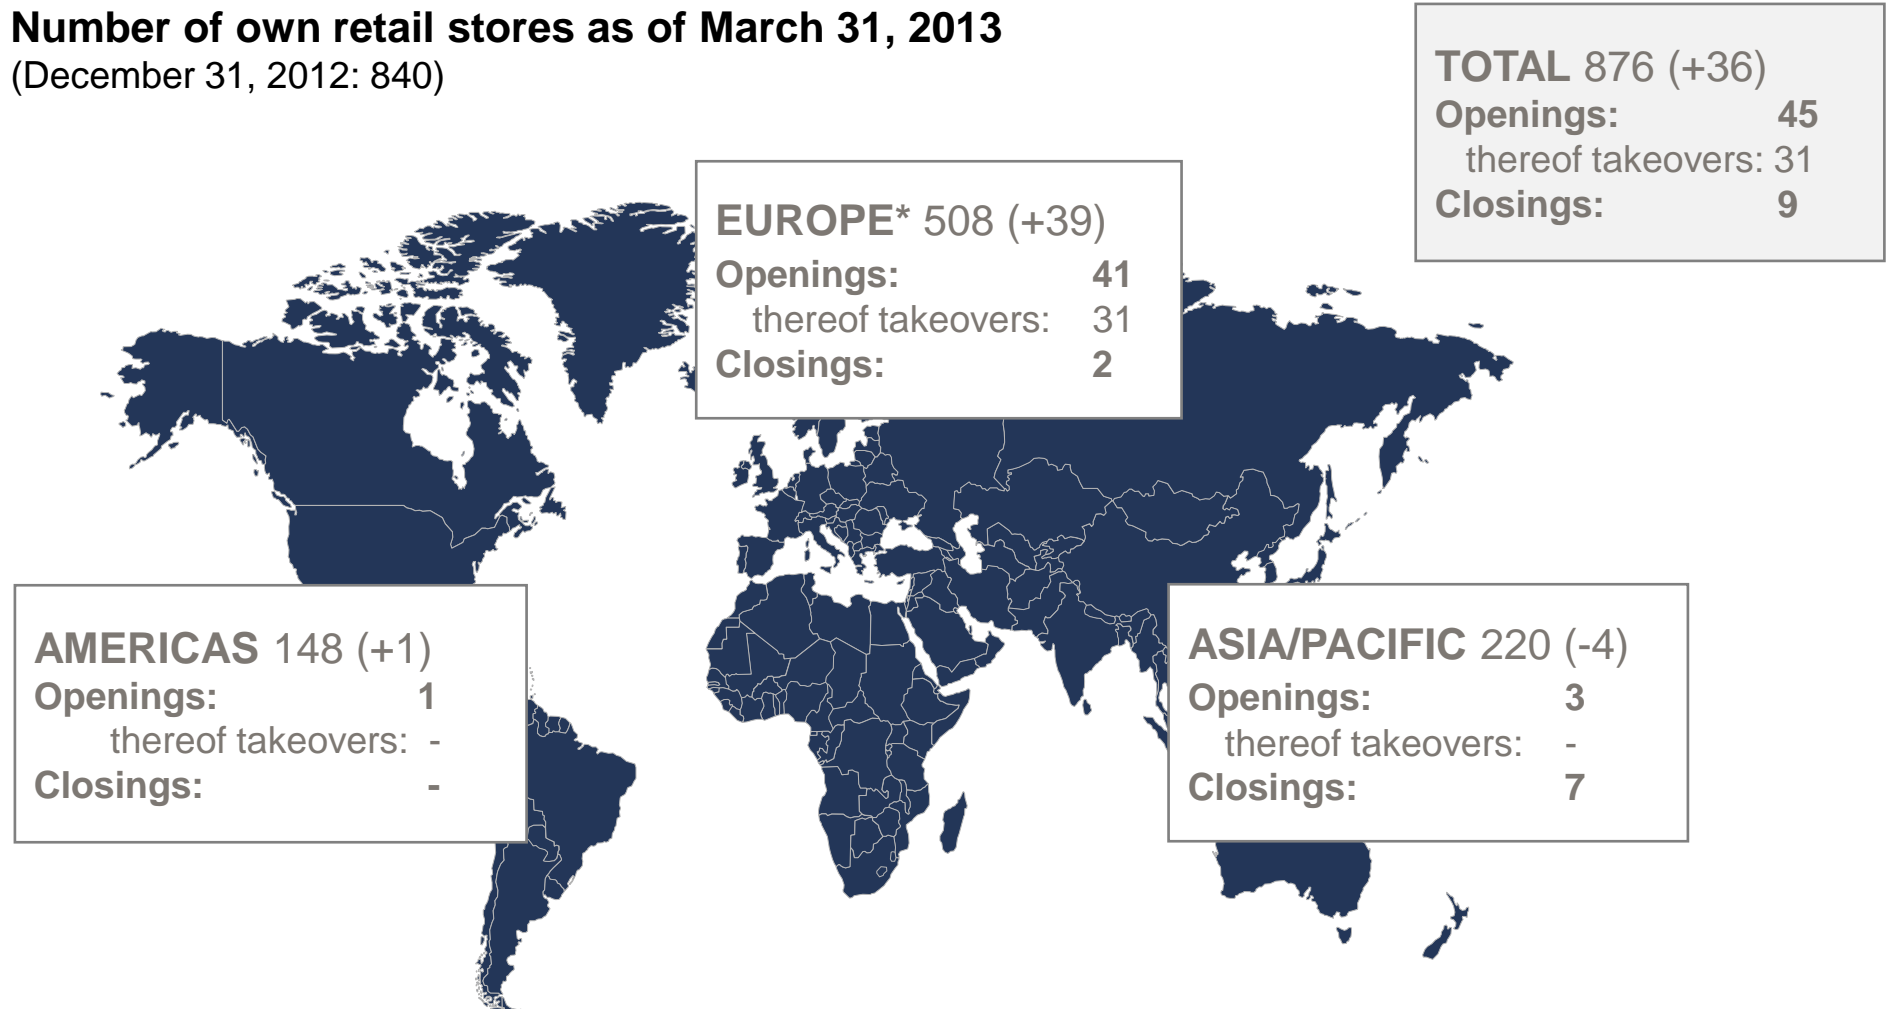 Number of own retail stores as of March 31, 2013
(December 31, 2012: 840)
TOTAL 876 (+36)
Openings: 45
thereof takeovers: 31
Closings: 9
EUROPE* 508 (+39)
Openings: 41
thereof takeovers: 31
Closings: 2
AMERICAS 148 (+1)
Openings: 1
thereof takeovers: -
Closings: -
ASIA/PACIFIC 220 (-4)
Openings: 3
thereof takeovers: -
Closings: 7